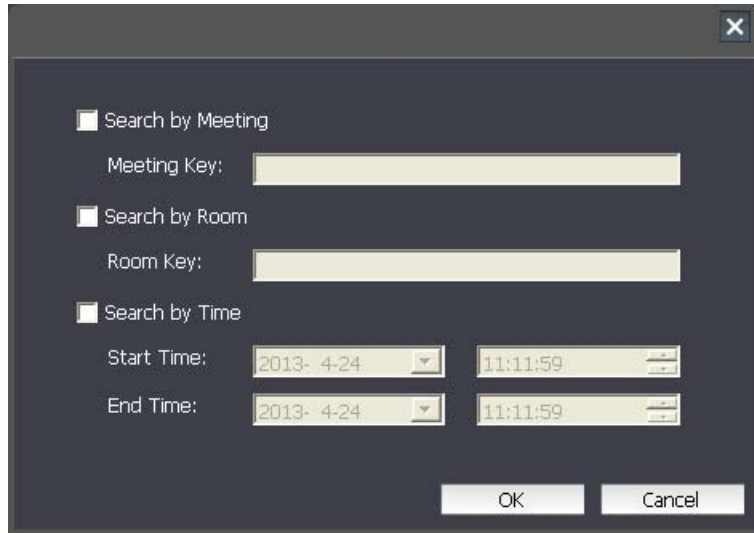 Search by Meeting
Meeting Key:
Search by Room
Room Key:
Search by Time
Start Time: 2013- 4-24 11:11:59
End Time: 2013- 4-24 11:11:59
OK Cancel